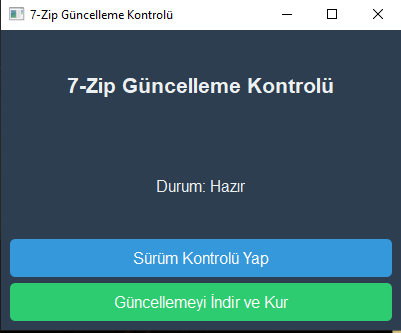 7-Zip Güncelleme Kontrolü
7-Zip Güncelleme Kontrolü
Durum: Hazır
Sürüm Kontrolü Yap
Güncellemeyi İndir ve Kur